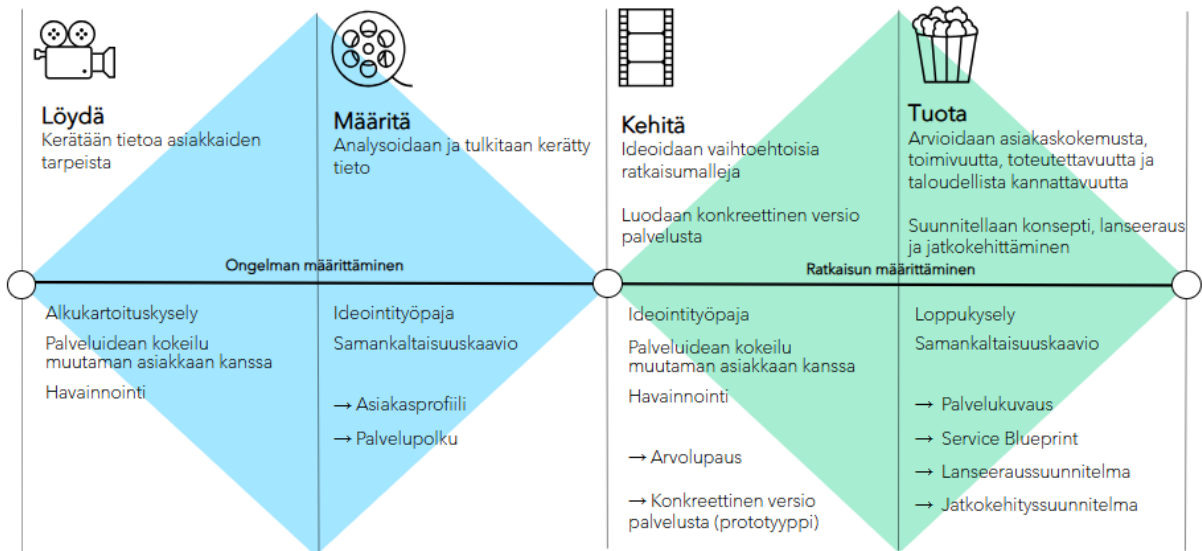 Löydä
Kerätään tietoa asiakkaiden
tarpeista
Määritä
Analysoidaan ja tulkitaan kerätty
tieto
Kehitä
Ideoidaan vaihtoehtoisia
ratkaisumalleja
Luodaan konkreettinen versio
palvelusta
Tuota
Arvioidaan asiakaskokemusta,
toimivuutta, toteutettavuutta ja
taloudellista kannattavuutta
Suunnitellaan konsepti, lanseeraus
ja jatkokehittäminen
Ongelman määrittäminen
Ratkaisun määrittäminen
Alkukartoituskysely
Palveluidean kokeilu
muutaman asiakkaan kanssa
Havainnointi
Ideointityöpaja
Samankaltaisuuskaavio
→ Asiakasprofiili
→ Palvelupolku
Ideointityöpaja
Palveluidean kokeilu
muutaman asiakkaan kanssa
Havainnointi
→ Arvolupaus
→ Konkreettinen versio
palvelusta (prototyyppi)
Loppukysely
Samankaltaisuuskaavio
→ Palvelukuvaus
→ Service Blueprint
→ Lanseeraussuunnitelma
→ Jatkokehityssuunnitelma